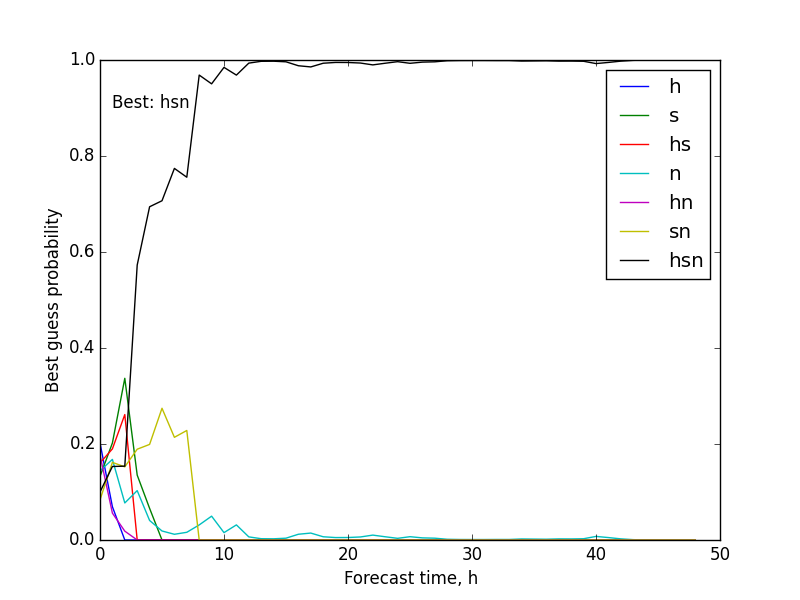 1.0
0.8
0.6
0.4
0.2
0.0
Best guess probability
Best: hsn
h
s
hs
n
hn
sn
hsn
0 10 20 30 40 50
Forecast time, h